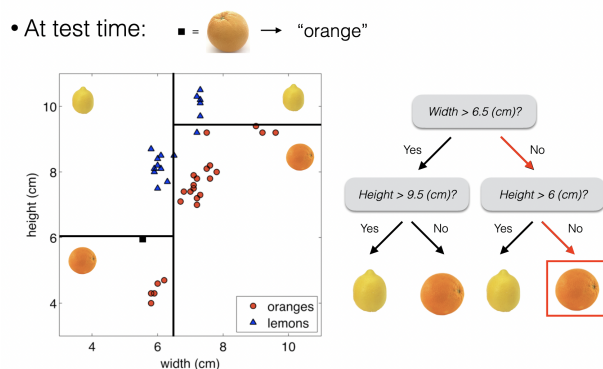 • At test time: ■ = → “orange”
10
8
6
4
height (cm)
4 6 8 10
width (cm)
oranges
lemons
Width > 6.5 (cm)?
Yes No
Height > 9.5 (cm)? Height > 6 (cm)?
Yes No Yes No